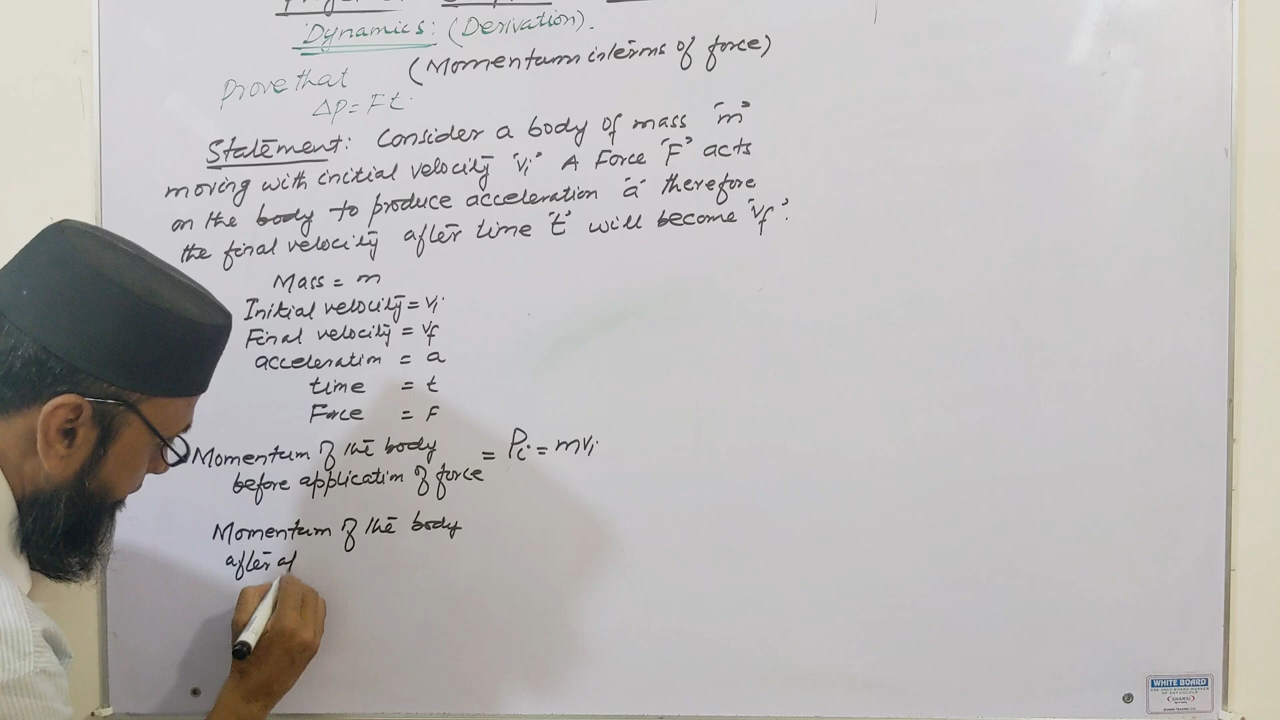 Dynamics: (Derivation).
(Momentum interms of force)
Prove that
Δp = Ft.
Statement: Consider a body of mass "m"
moving with initial velocity "vi" A Force "F" acts
on the body to produce acceleration "a" therefore
the final velocity after time "t" will become "vf".
Mass = m
Initial velocity = vi
Final velocity = vf
acceleration = a
time = t
Force = F
Momentum of the body
before application of force = Pi = mvi
Momentum of the body
after
WHITE BOARD